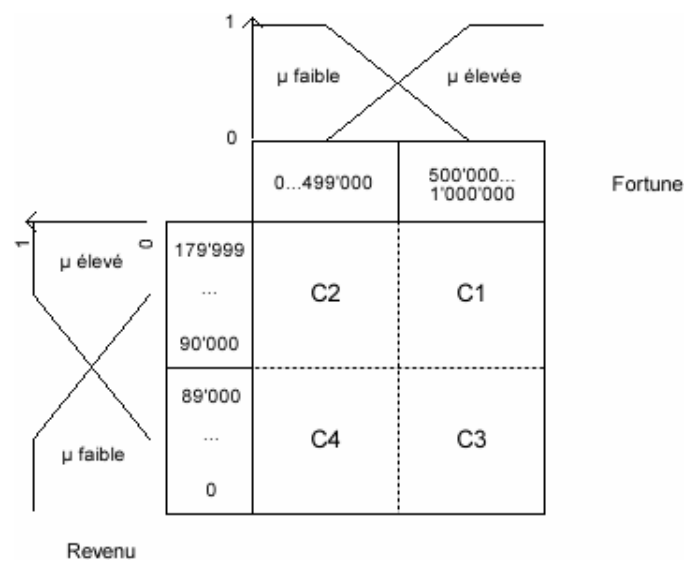 1
µ faible
µ élevée
0
0...499'000
500'000...
1'000'000
Fortune
1
0
µ élevé
179'999
...
90'000
C2
C1
µ faible
89'000
...
0
C4
C3
Revenu